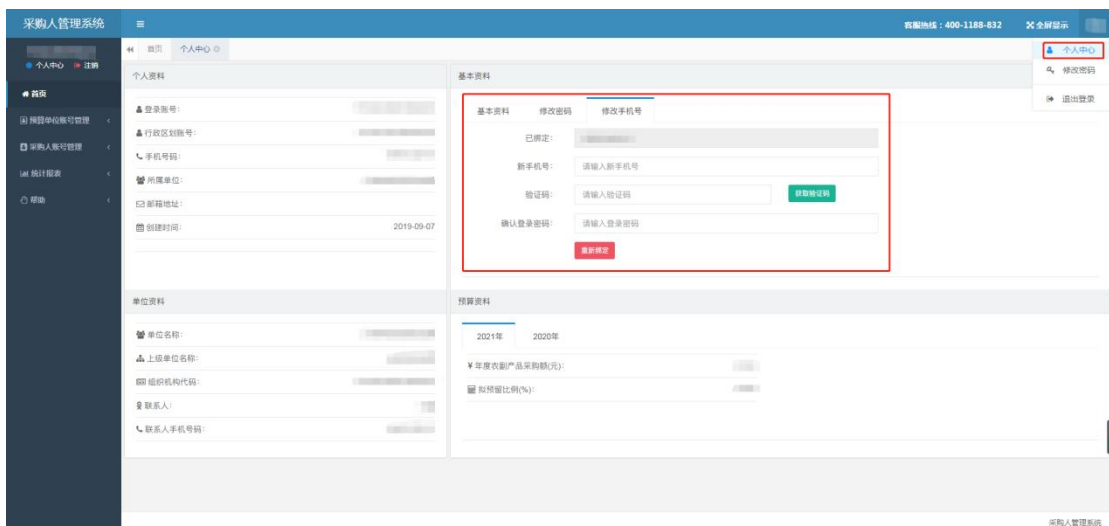 采购人管理系统
客服热线：400-1188-832
全屏显示
个人中心
注销
首页
个人中心
个人中心
修改密码
退出登录
首页
预算单位账号管理
采购人账号管理
统计报表
帮助
个人资料
登录账号：
行政区划账号：
手机号码：
所属单位：
邮箱地址：
创建时间： 2019-09-07
基本资料
基本资料 修改密码 修改手机号
已绑定：
新手机号： 请输入新手机号
验证码： 请输入验证码 获取验证码
确认登录密码： 请输入登录密码
重新绑定
单位资料
单位名称：
上级单位名称：
组织机构代码：
联系人：
联系人手机号码：
预算资料
2021年 2020年
¥ 年度农副产品采购额(元)：
拟预留比例(%)：
采购人管理系统